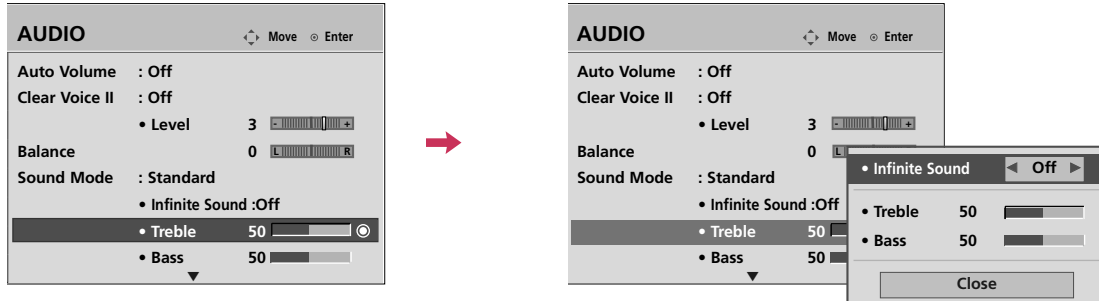 AUDIO Move Enter
Auto Volume : Off
Clear Voice II : Off
• Level 3 - +
Balance 0 L R
Sound Mode : Standard
• Infinite Sound :Off
• Treble 50
• Bass 50
AUDIO Move Enter
Auto Volume : Off
Clear Voice II : Off
• Level 3 - +
Balance 0 L
Sound Mode : Standard
• Infinite Sound :Off
• Treble 50
• Bass 50
• Infinite Sound Off
• Treble 50
• Bass 50
Close